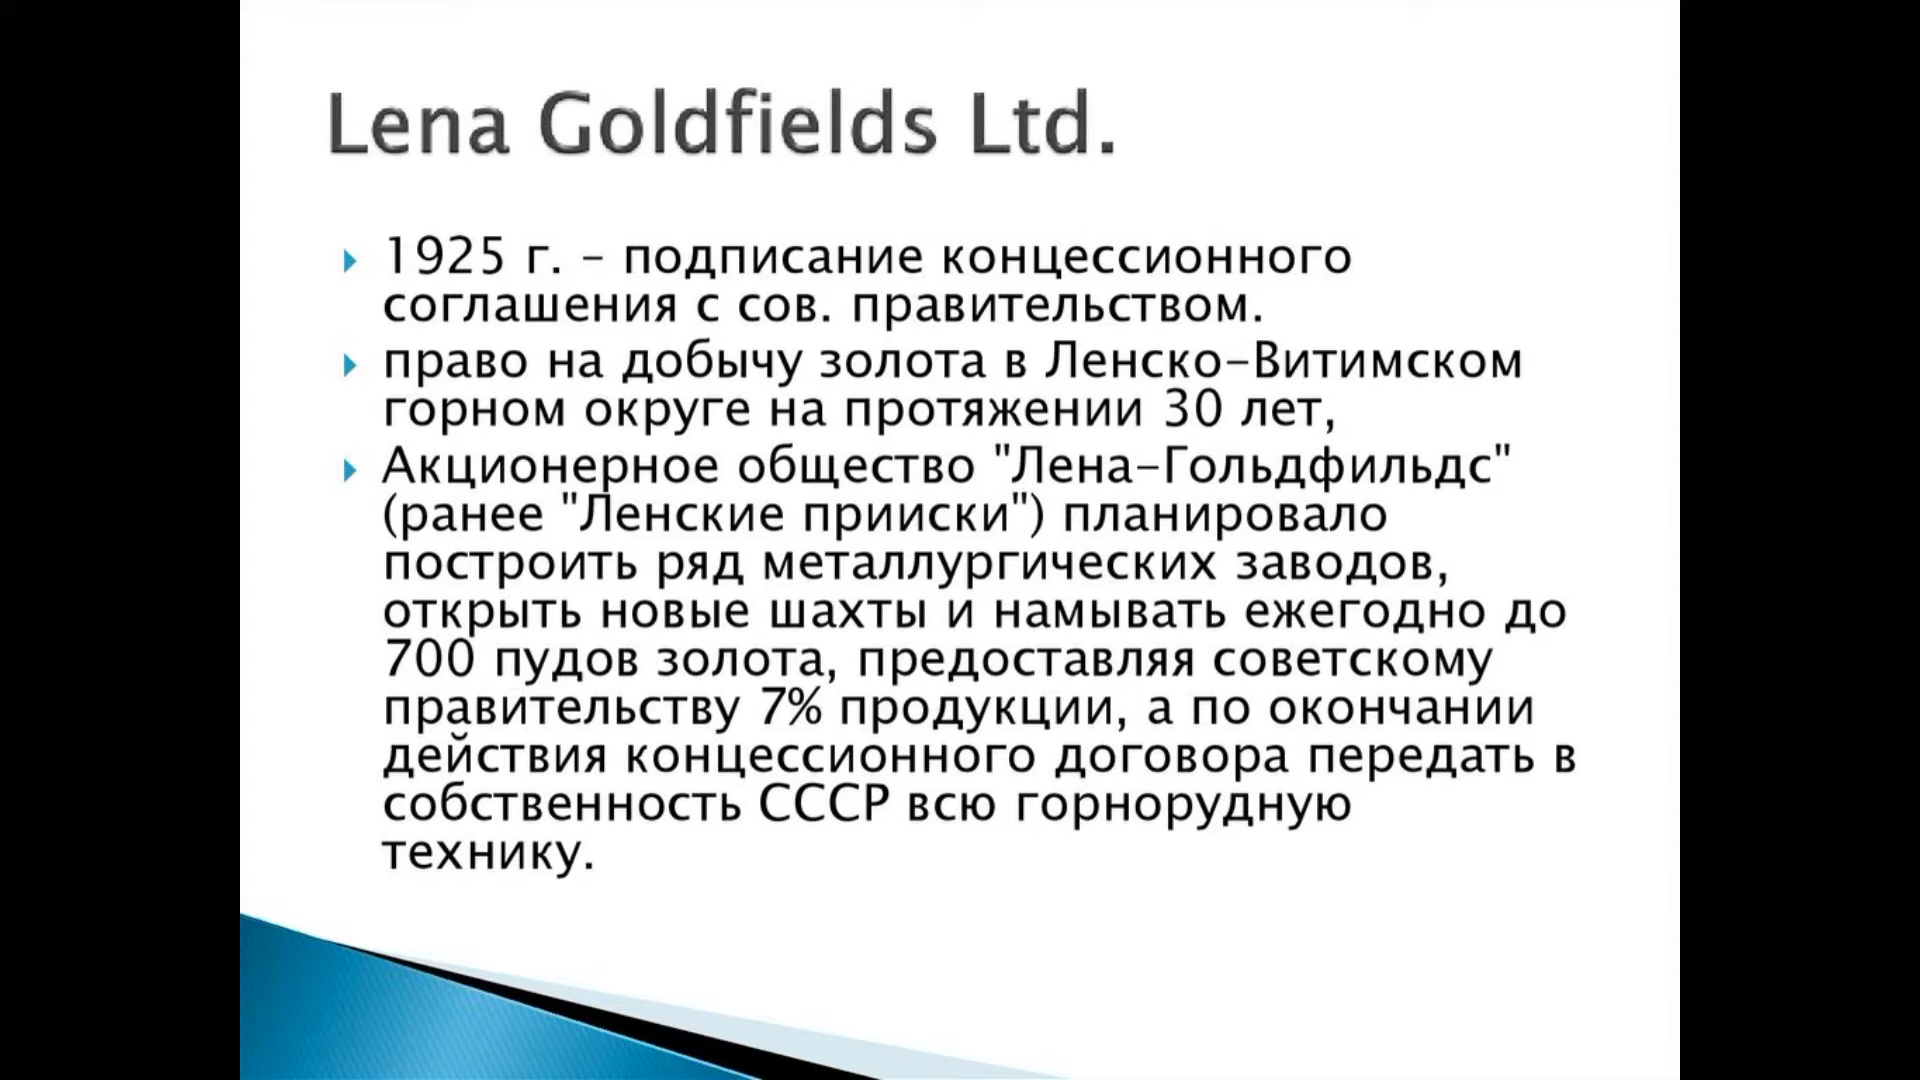 Lena Goldfields Ltd.
1925 г. – подписание концессионного
соглашения с сов. правительством.
право на добычу золота в Ленско-Витимском
горном округе на протяжении 30 лет,
Акционерное общество "Лена-Гольдфильдс"
(ранее "Ленские прииски") планировало
построить ряд металлургических заводов,
открыть новые шахты и намывать ежегодно до
700 пудов золота, предоставляя советскому
правительству 7% продукции, а по окончании
действия концессионного договора передать в
собственность СССР всю горнорудную
технику.